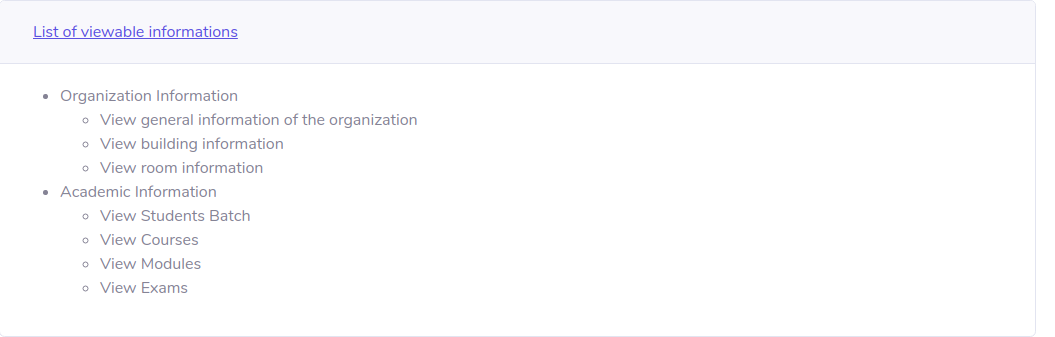 List of viewable informations
Organization Information
View general information of the organization
View building information
View room information
Academic Information
View Students Batch
View Courses
View Modules
View Exams